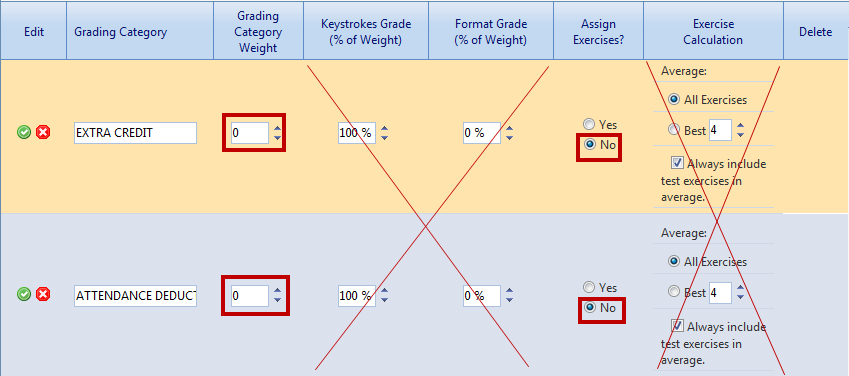 Edit
Grading Category
Grading
Category
Weight
Keystrokes Grade
(% of Weight)
Format Grade
(% of Weight)
Assign
Exercises?
Exercise
Calculation
Delete
EXTRA CREDIT
0
100 %
0 %
Yes
No
Average:
All Exercises
Best 4
Always include
test exercises in
average.
ATTENDANCE DEDUCT
0
100 %
0 %
Yes
No
Average:
All Exercises
Best 4
Always include
test exercises in
average.